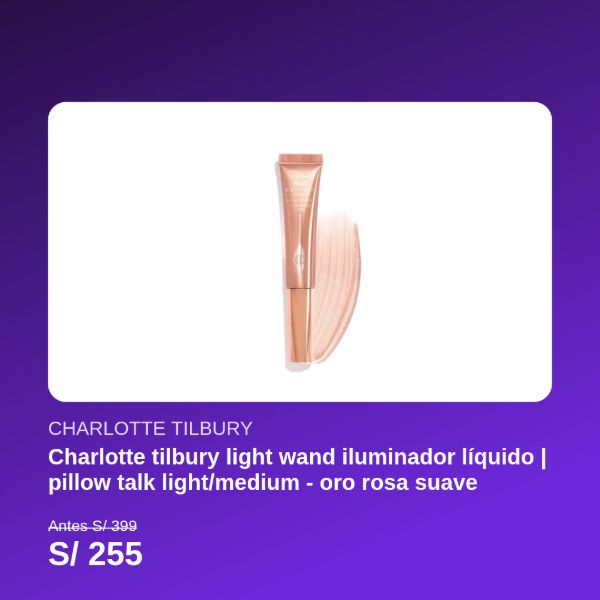 CHARLOTTE TILBURY
Charlotte tilbury light wand iluminador líquido |
pillow talk light/medium - oro rosa suave
Antes S/ 399
S/ 255